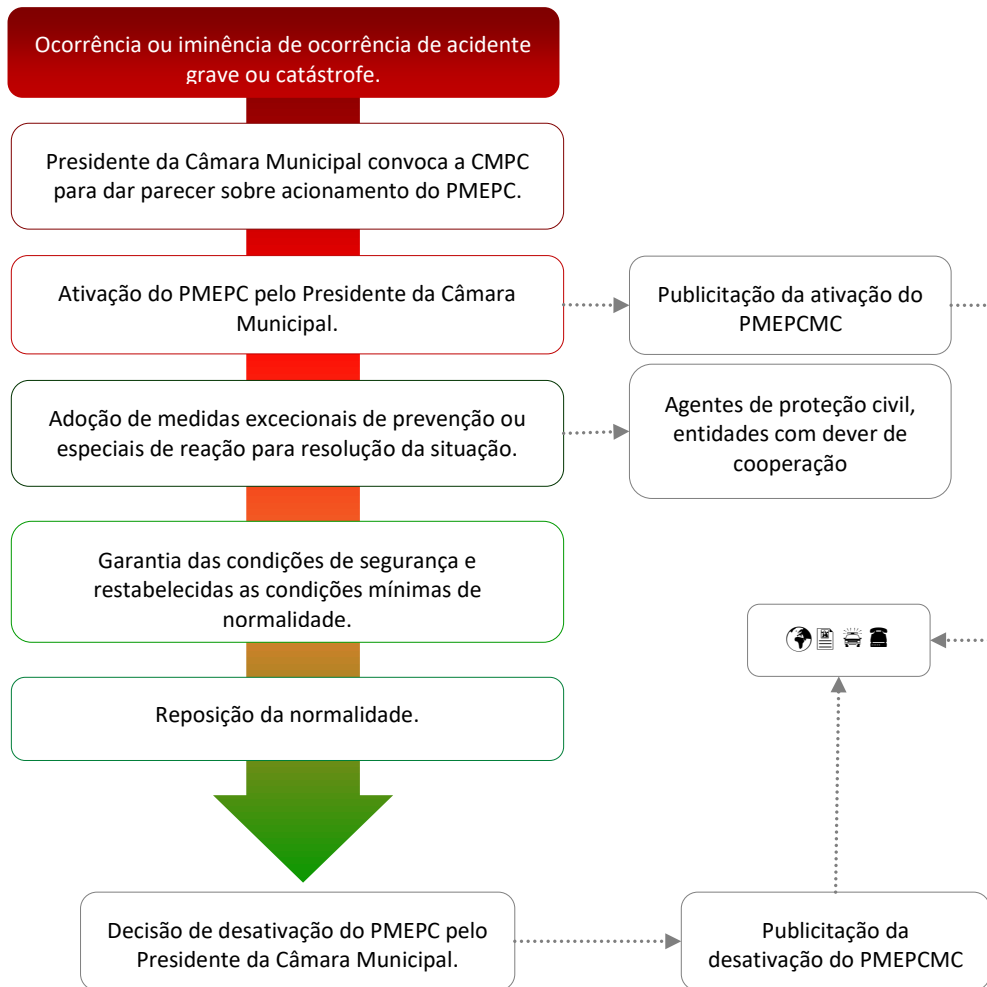 Ocorrência ou iminência de ocorrência de acidente
grave ou catástrofe.
Presidente da Câmara Municipal convoca a CMPC
para dar parecer sobre acionamento do PMEPC.
Ativação do PMEPC pelo Presidente da Câmara
Municipal.
Publicitação da ativação do
PMEPCMC
Adoção de medidas excecionais de prevenção ou
especiais de reação para resolução da situação.
Agentes de proteção civil,
entidades com dever de
cooperação
Garantia das condições de segurança e
restabelecidas as condições mínimas de
normalidade.
Reposição da normalidade.
Decisão de desativação do PMEPC pelo
Presidente da Câmara Municipal.
Publicitação da
desativação do PMEPCMC